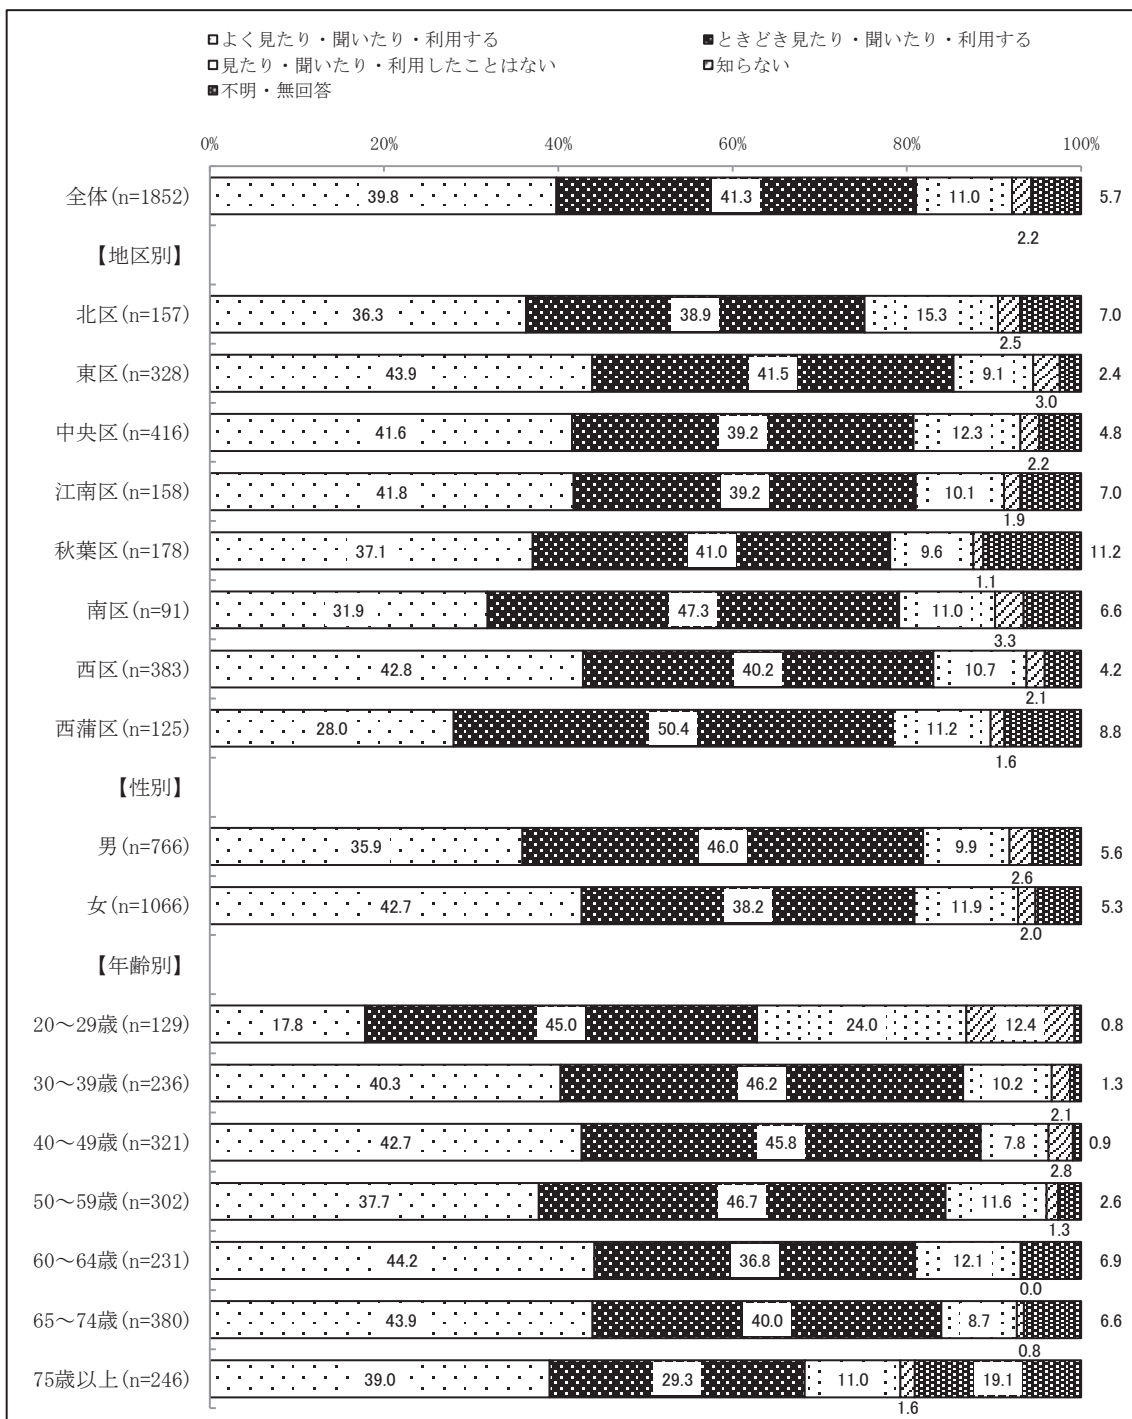 □よく見たり・聞いたり・利用する ■ときどき見たり・聞いたり・利用する
□見たり・聞いたり・利用したことはない 知らない
■不明・無回答
0% 20% 40% 60% 80% 100%
全体(n=1852) 39.8 41.3 11.0 5.7
2.2
【地区別】
北区(n=157) 36.3 38.9 15.3 7.0
2.5
東区(n=328) 43.9 41.5 9.1 2.4
3.0
中央区(n=416) 41.6 39.2 12.3 4.8
2.2
江南区(n=158) 41.8 39.2 10.1 7.0
1.9
秋葉区(n=178) 37.1 41.0 9.6 11.2
1.1
南区(n=91) 31.9 47.3 11.0 6.6
3.3
西区(n=383) 42.8 40.2 10.7 4.2
2.1
西蒲区(n=125) 28.0 50.4 11.2 8.8
1.6
【性別】
男(n=766) 35.9 46.0 9.9 5.6
2.6
女(n=1066) 42.7 38.2 11.9 5.3
2.0
【年齢別】
20～29歳(n=129) 17.8 45.0 24.0 12.4 0.8
30～39歳(n=236) 40.3 46.2 10.2 1.3
2.1
40～49歳(n=321) 42.7 45.8 7.8 0.9
2.8
50～59歳(n=302) 37.7 46.7 11.6 2.6
1.3
60～64歳(n=231) 44.2 36.8 12.1 6.9
0.0
65～74歳(n=380) 43.9 40.0 8.7 6.6
0.8
75歳以上(n=246) 39.0 29.3 11.0 19.1
1.6